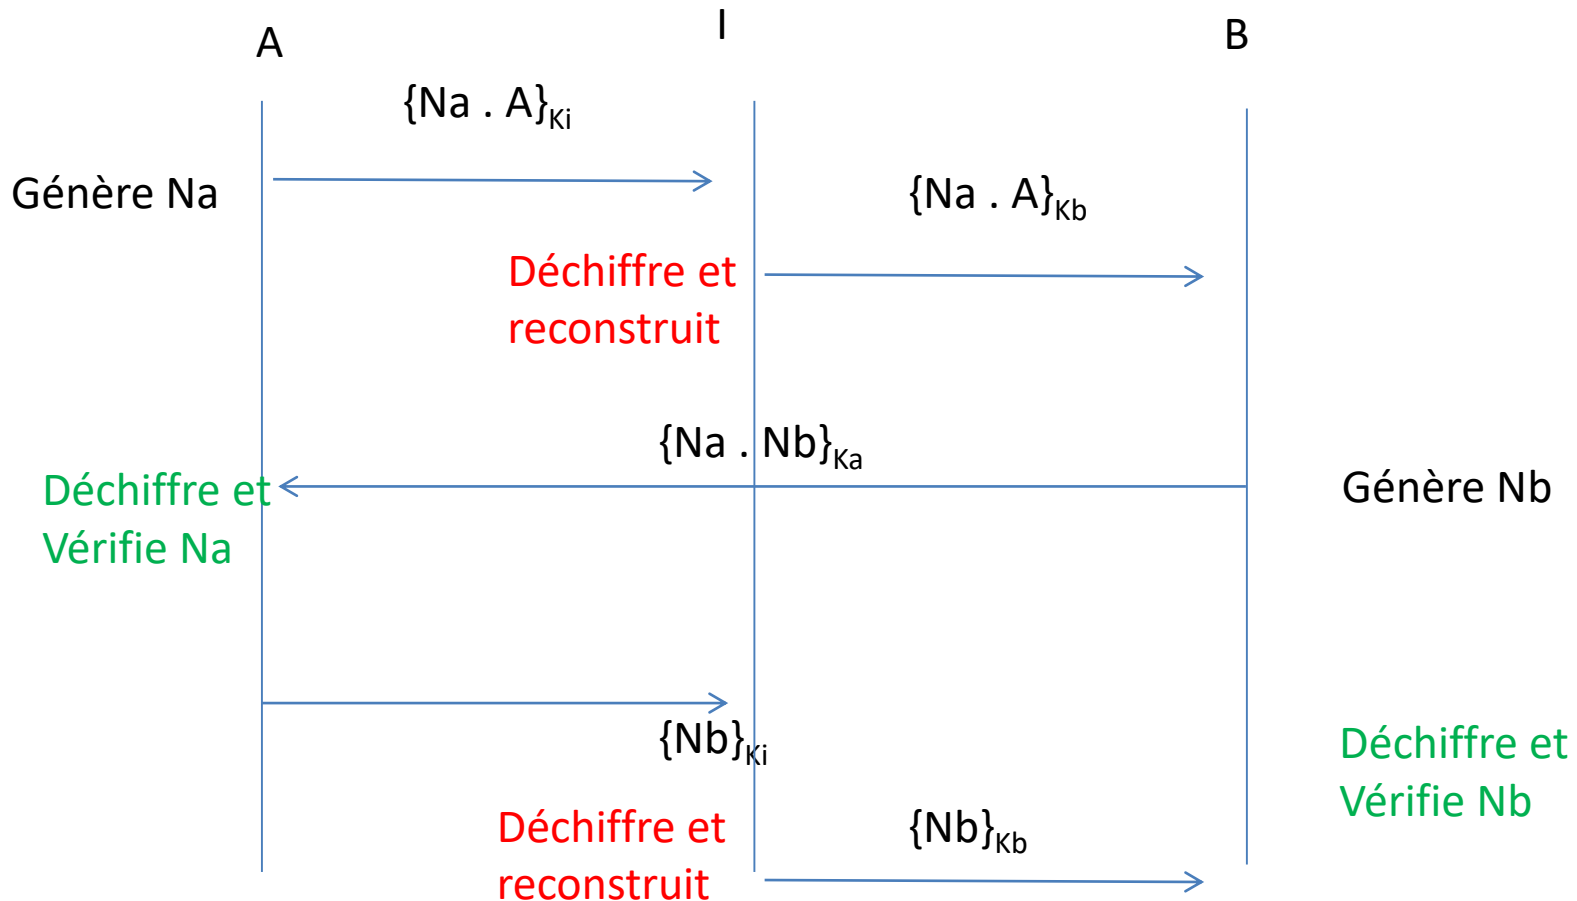 A
I
B
{Na . A}Ki
Génère Na
{Na . A}Kb
Déchiffre et
reconstruit
{Na . Nb}Ka
Déchiffre et
Vérifie Na
Génère Nb
{Nb}Ki
Déchiffre et
Vérifie Nb
Déchiffre et
reconstruit
{Nb}Kb